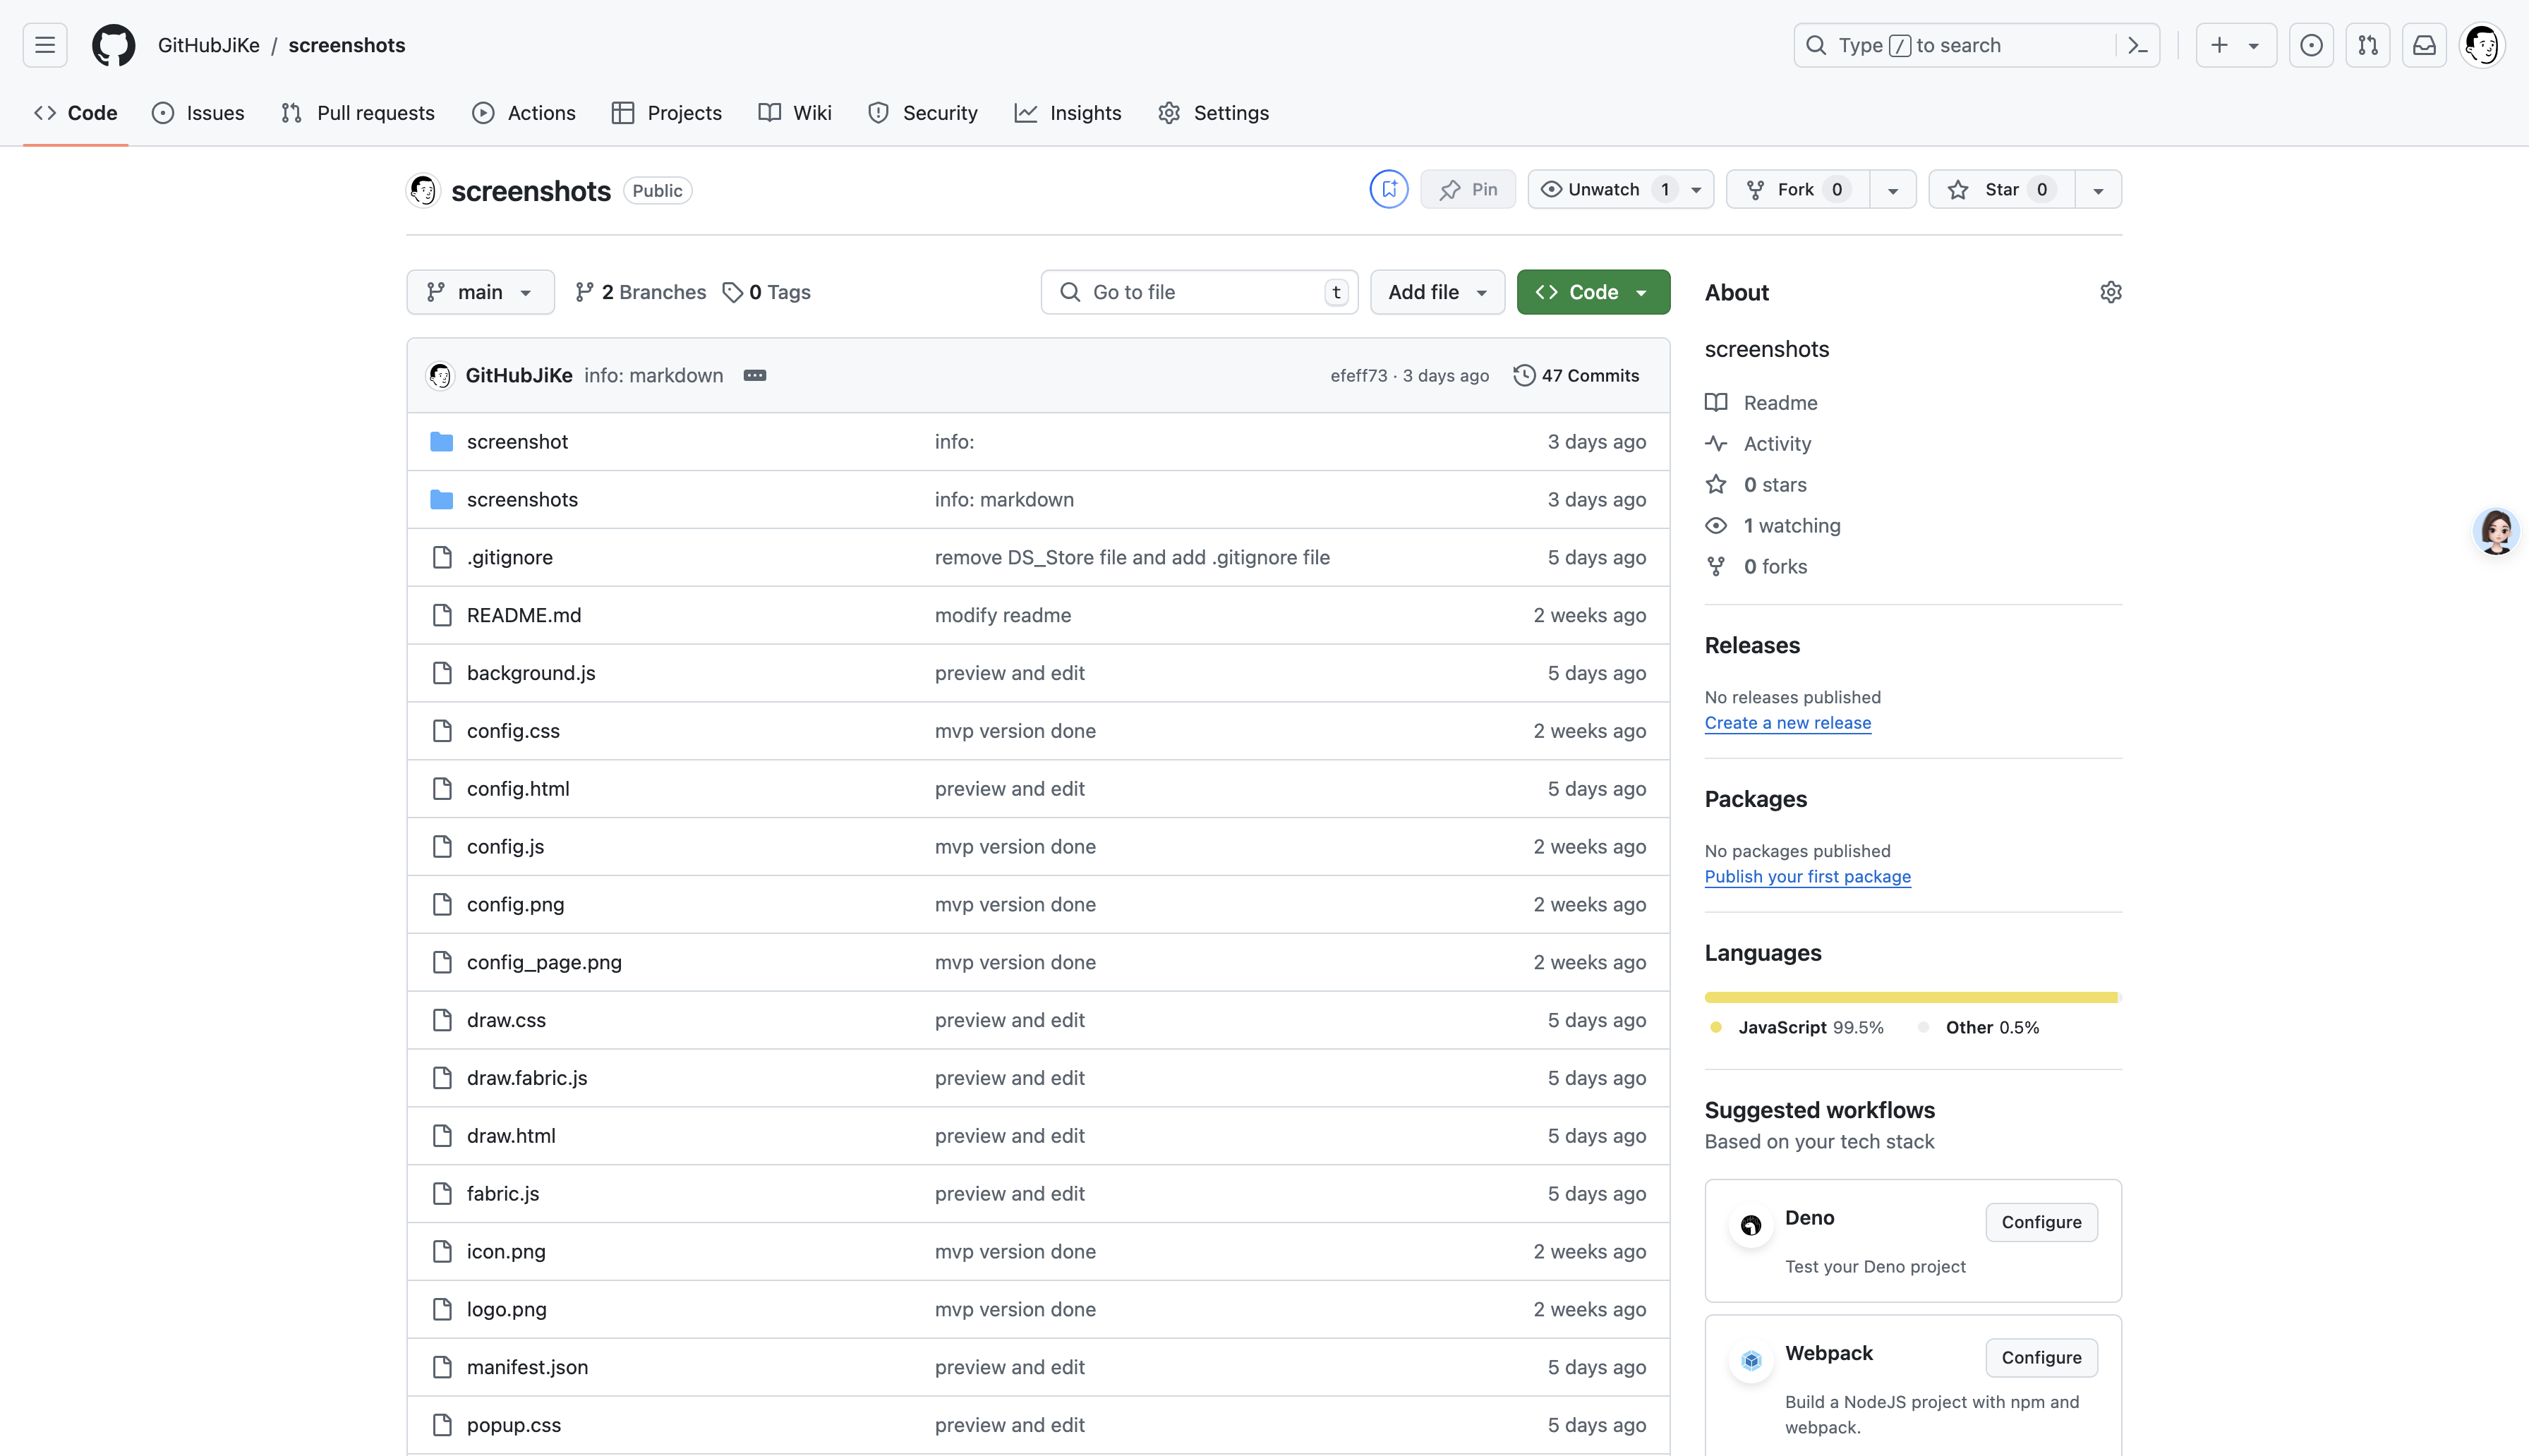 GitHubJiKe / screenshots
Type / to search
Code Issues Pull requests Actions Projects Wiki Security Insights Settings
screenshots Public
Pin Unwatch 1 Fork 0 Star 0
main 2 Branches 0 Tags
Go to file t Add file Code
GitHubJiKe info: markdown efeff73 · 3 days ago 47 Commits
screenshot info: 3 days ago
screenshots info: markdown 3 days ago
.gitignore remove DS_Store file and add .gitignore file 5 days ago
README.md modify readme 2 weeks ago
background.js preview and edit 5 days ago
config.css mvp version done 2 weeks ago
config.html preview and edit 5 days ago
config.js mvp version done 2 weeks ago
config.png mvp version done 2 weeks ago
config_page.png mvp version done 2 weeks ago
draw.css preview and edit 5 days ago
draw.fabric.js preview and edit 5 days ago
draw.html preview and edit 5 days ago
fabric.js preview and edit 5 days ago
icon.png mvp version done 2 weeks ago
logo.png mvp version done 2 weeks ago
manifest.json preview and edit 5 days ago
popup.css preview and edit 5 days ago
About
screenshots
Readme
Activity
0 stars
1 watching
0 forks
Releases
No releases published
Create a new release
Packages
No packages published
Publish your first package
Languages
JavaScript 99.5% Other 0.5%
Suggested workflows
Based on your tech stack
Deno Configure
Test your Deno project
Webpack Configure
Build a NodeJS project with npm and
webpack.